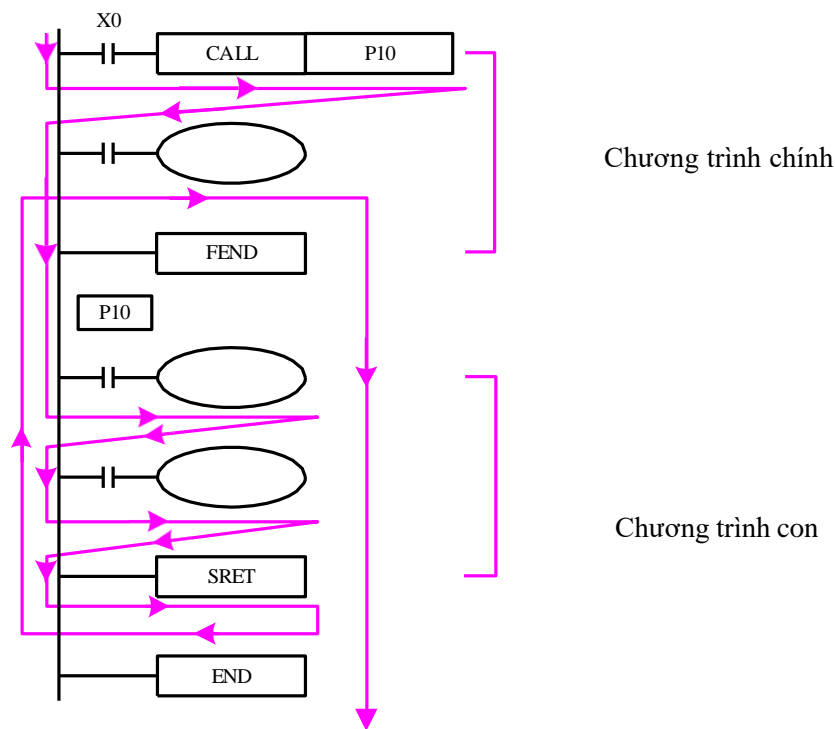 X0
CALL P10
Chương trình chính
FEND
P10
Chương trình con
SRET
END